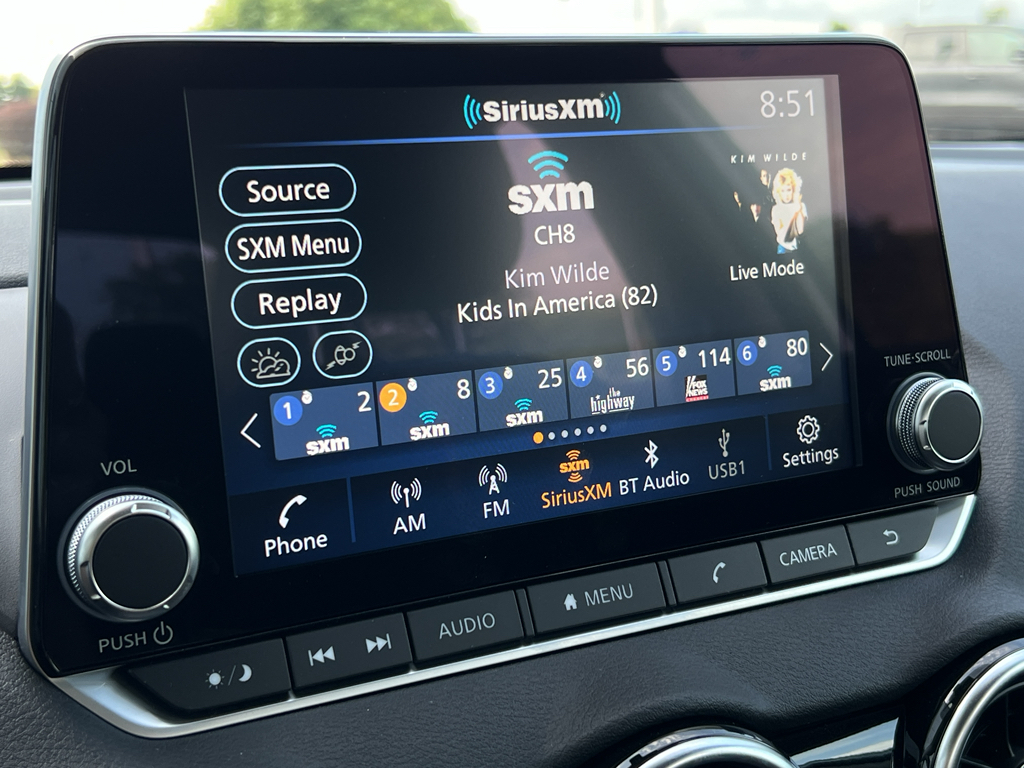 SiriusXM
8:51
Source
SXM Menu
Replay
sxm
CH8
Kim Wilde
Kids In America (82)
KIM WILDE
Live Mode
1 2 sxm
2 8 sxm
3 25 sxm
4 56 the highway
5 114 FOX NEWS
6 80 sxm
Phone
AM
FM
sxm
SiriusXM
BT Audio
USB1
Settings
VOL
PUSH
TUNE·SCROLL
PUSH SOUND
AUDIO
MENU
CAMERA